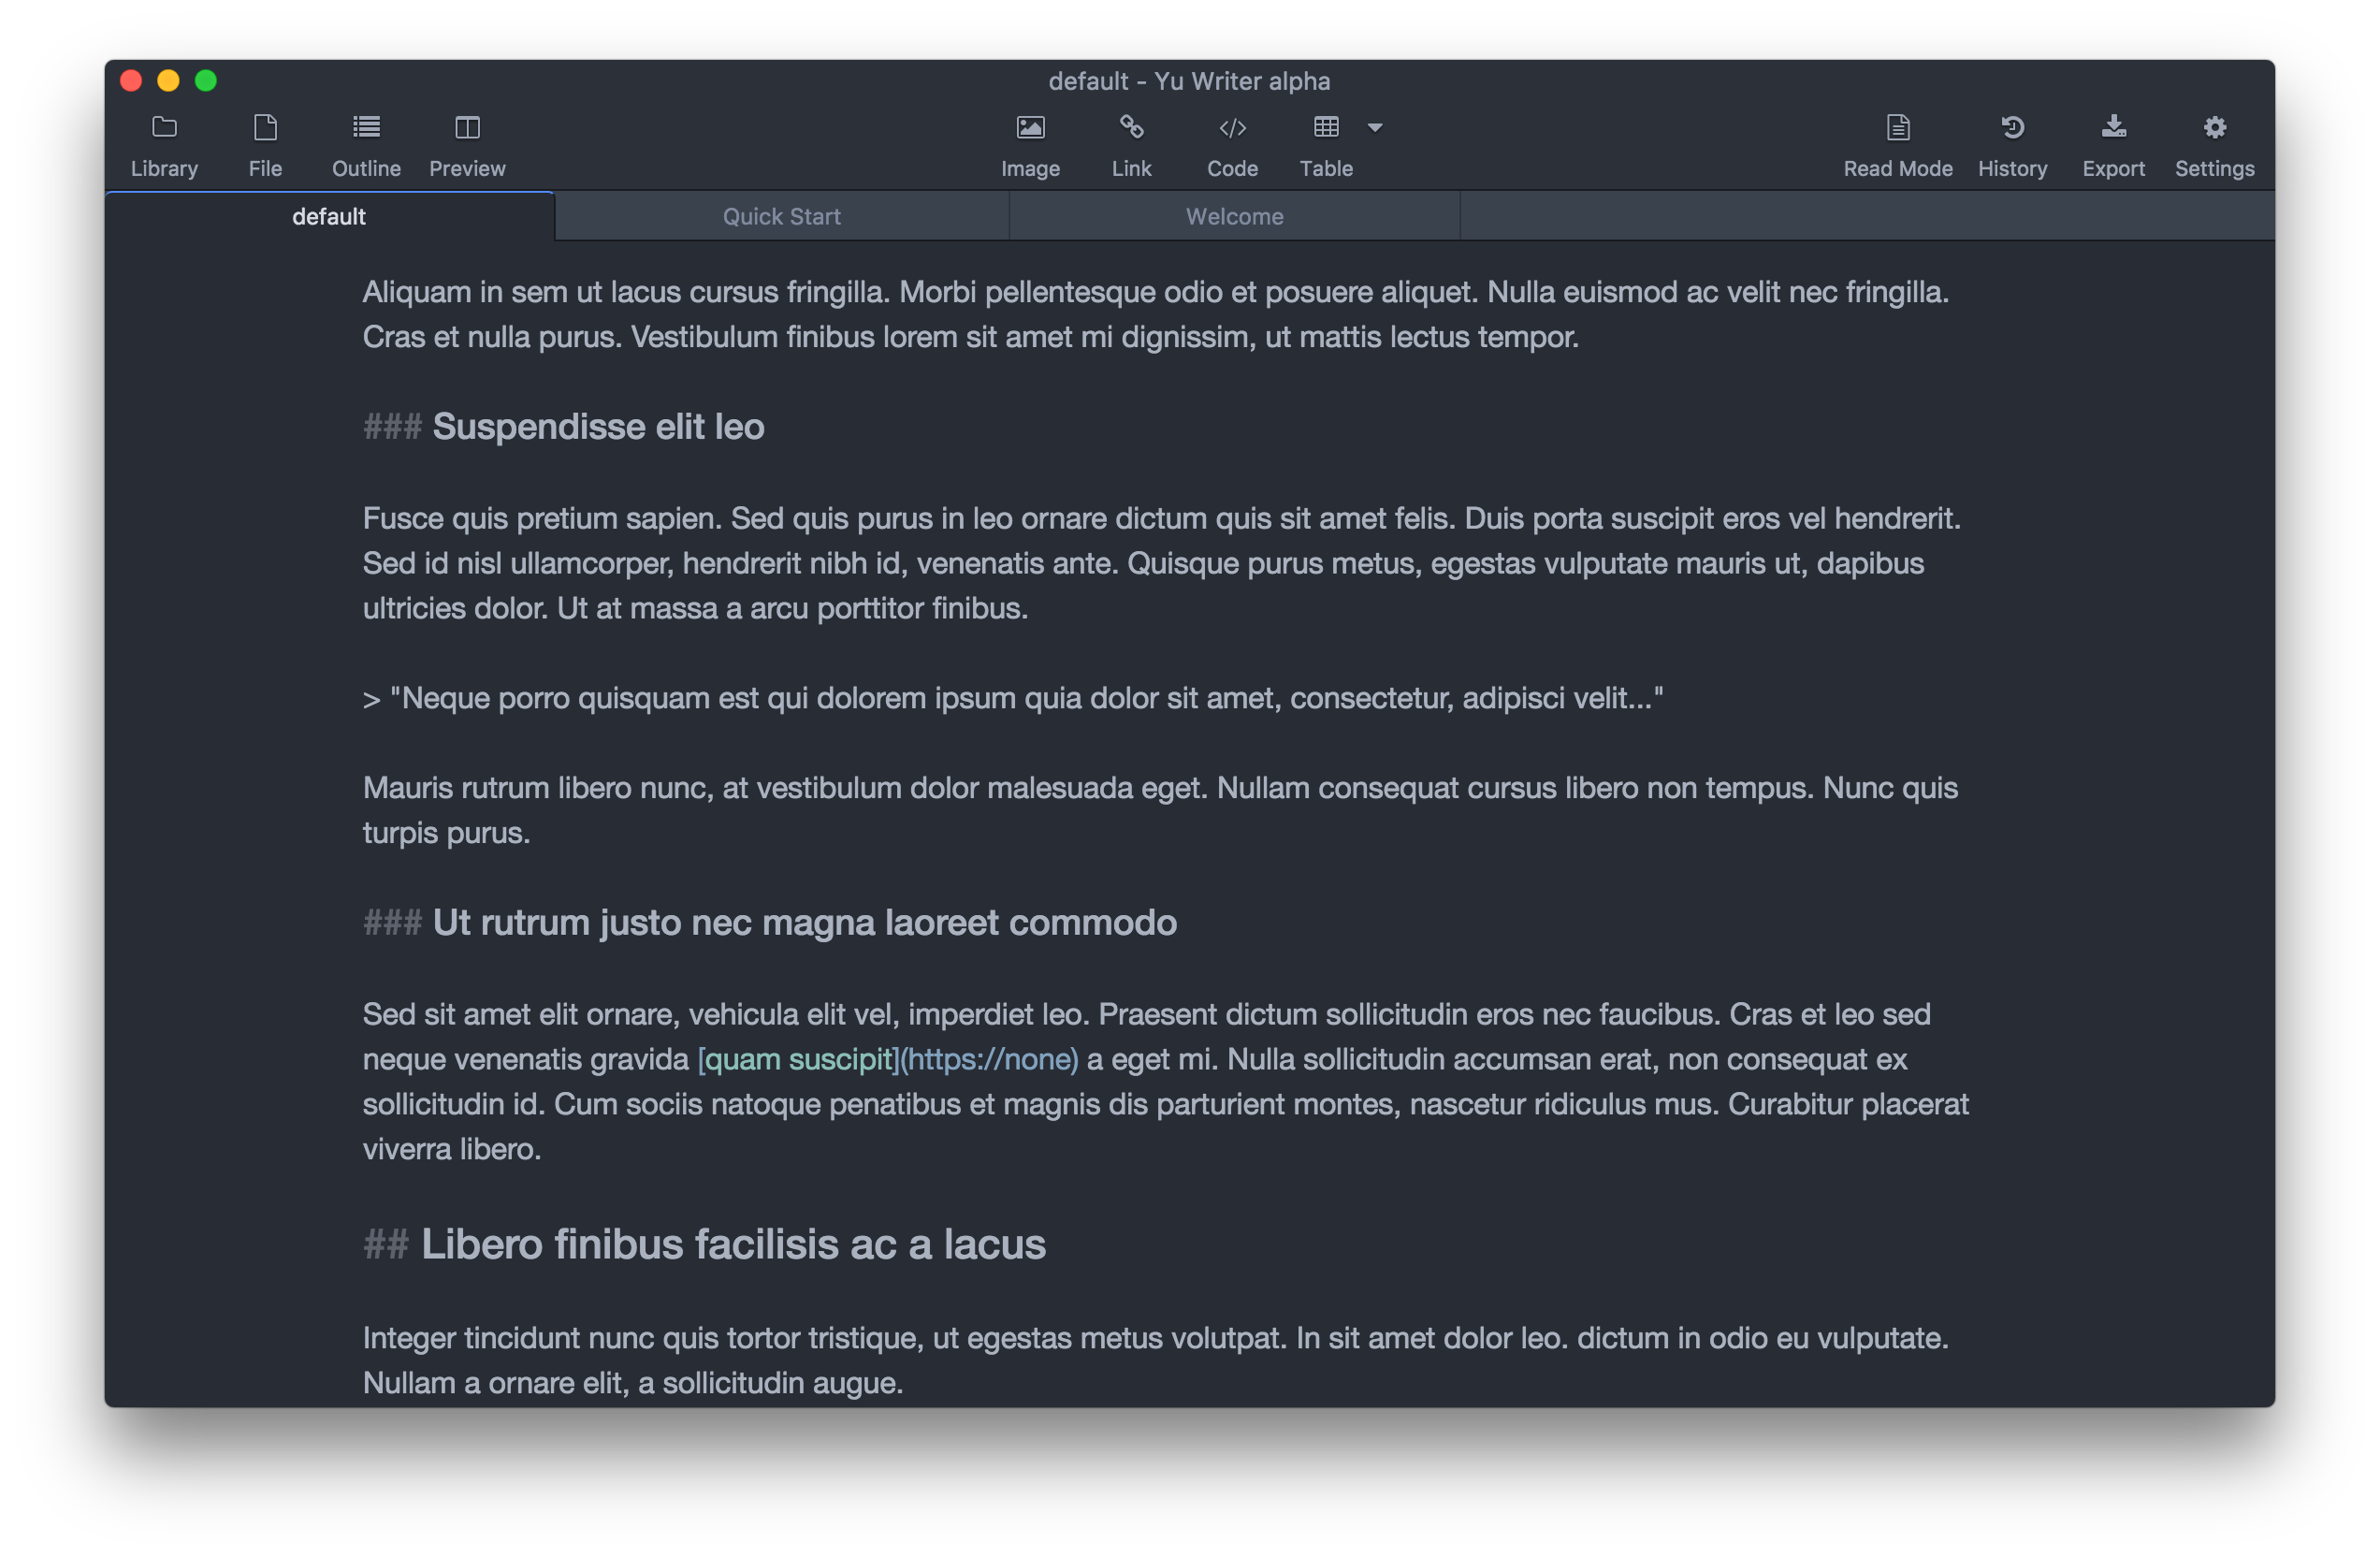 default - Yu Writer alpha
Library File Outline Preview Image Link Code Table Read Mode History Export Settings
default Quick Start Welcome
Aliquam in sem ut lacus cursus fringilla. Morbi pellentesque odio et posuere aliquet. Nulla euismod ac velit nec fringilla.
Cras et nulla purus. Vestibulum finibus lorem sit amet mi dignissim, ut mattis lectus tempor.
### Suspendisse elit leo
Fusce quis pretium sapien. Sed quis purus in leo ornare dictum quis sit amet felis. Duis porta suscipit eros vel hendrerit.
Sed id nisl ullamcorper, hendrerit nibh id, venenatis ante. Quisque purus metus, egestas vulputate mauris ut, dapibus
ultricies dolor. Ut at massa a arcu porttitor finibus.
> "Neque porro quisquam est qui dolorem ipsum quia dolor sit amet, consectetur, adipisci velit..."
Mauris rutrum libero nunc, at vestibulum dolor malesuada eget. Nullam consequat cursus libero non tempus. Nunc quis
turpis purus.
### Ut rutrum justo nec magna laoreet commodo
Sed sit amet elit ornare, vehicula elit vel, imperdiet leo. Praesent dictum sollicitudin eros nec faucibus. Cras et leo sed
neque venenatis gravida [quam suscipit](https://none) a eget mi. Nulla sollicitudin accumsan erat, non consequat ex
sollicitudin id. Cum sociis natoque penatibus et magnis dis parturient montes, nascetur ridiculus mus. Curabitur placerat
viverra libero.
## Libero finibus facilisis ac a lacus
Integer tincidunt nunc quis tortor tristique, ut egestas metus volutpat. In sit amet dolor leo. dictum in odio eu vulputate.
Nullam a ornare elit, a sollicitudin augue.